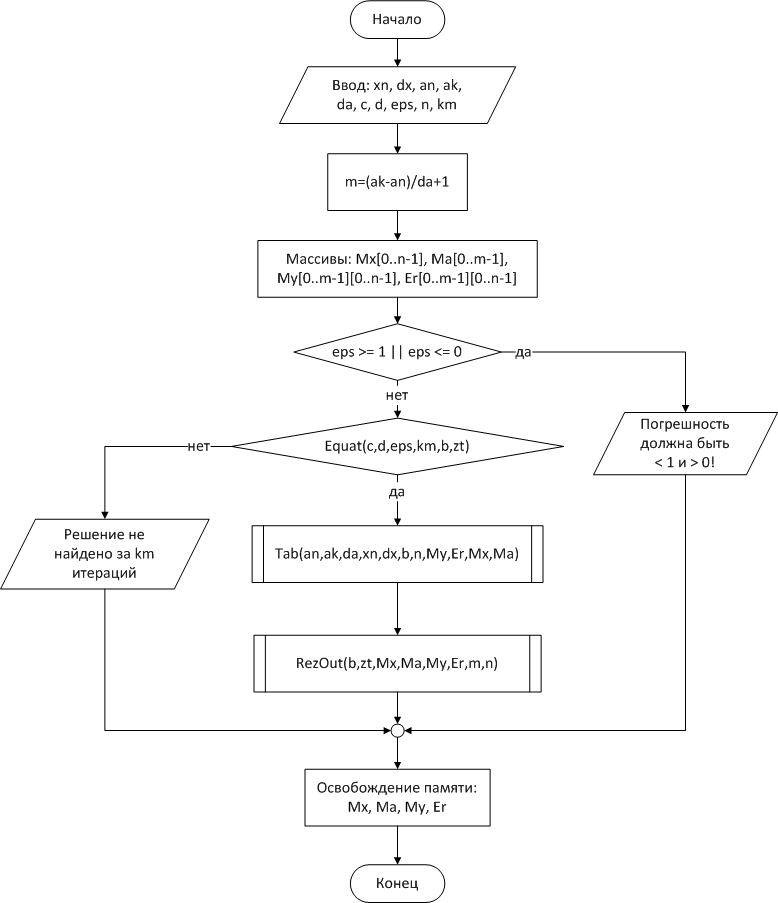 Начало
Ввод: xn, dx, an, ak,
da, c, d, eps, n, km
m=(ak-an)/da+1
Массивы: Mx[0..n-1], Ma[0..m-1],
My[0..m-1][0..n-1], Er[0..m-1][0..n-1]
eps >= 1 || eps <= 0
да
нет
Погрешность
должна быть
< 1 и > 0!
Equat(c,d,eps,km,b,zt)
нет
да
Решение не
найдено за km
итераций
Tab(an,ak,da,xn,dx,b,n,My,Er,Mx,Ma)
RezOut(b,zt,Mx,Ma,My,Er,m,n)
Освобождение памяти:
Mx, Ma, My, Er
Конец